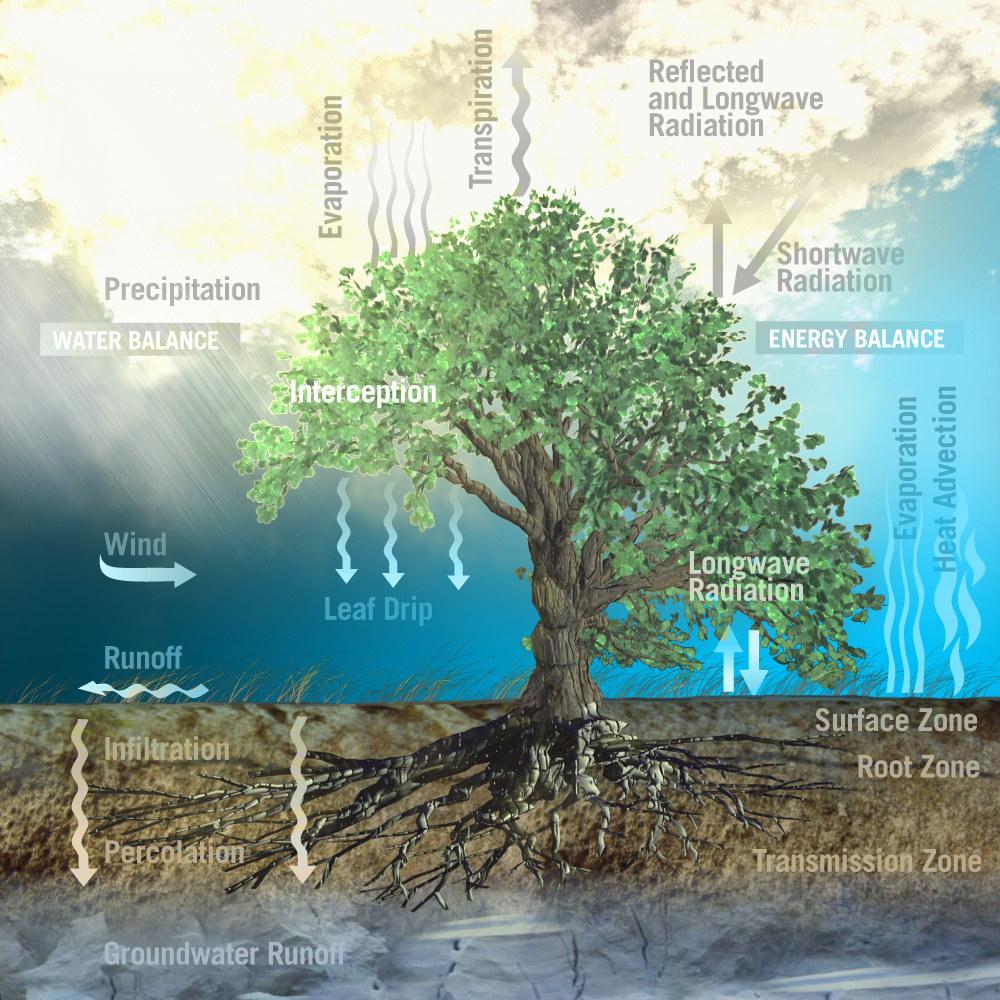 Evaporation
Transpiration
Reflected
and Longwave
Radiation
Shortwave
Radiation
Precipitation
WATER BALANCE
ENERGY BALANCE
Interception
Evaporation
Heat Advection
Wind
Leaf Drip
Longwave
Radiation
Runoff
Surface Zone
Infiltration
Root Zone
Percolation
Transmission Zone
Groundwater Runoff